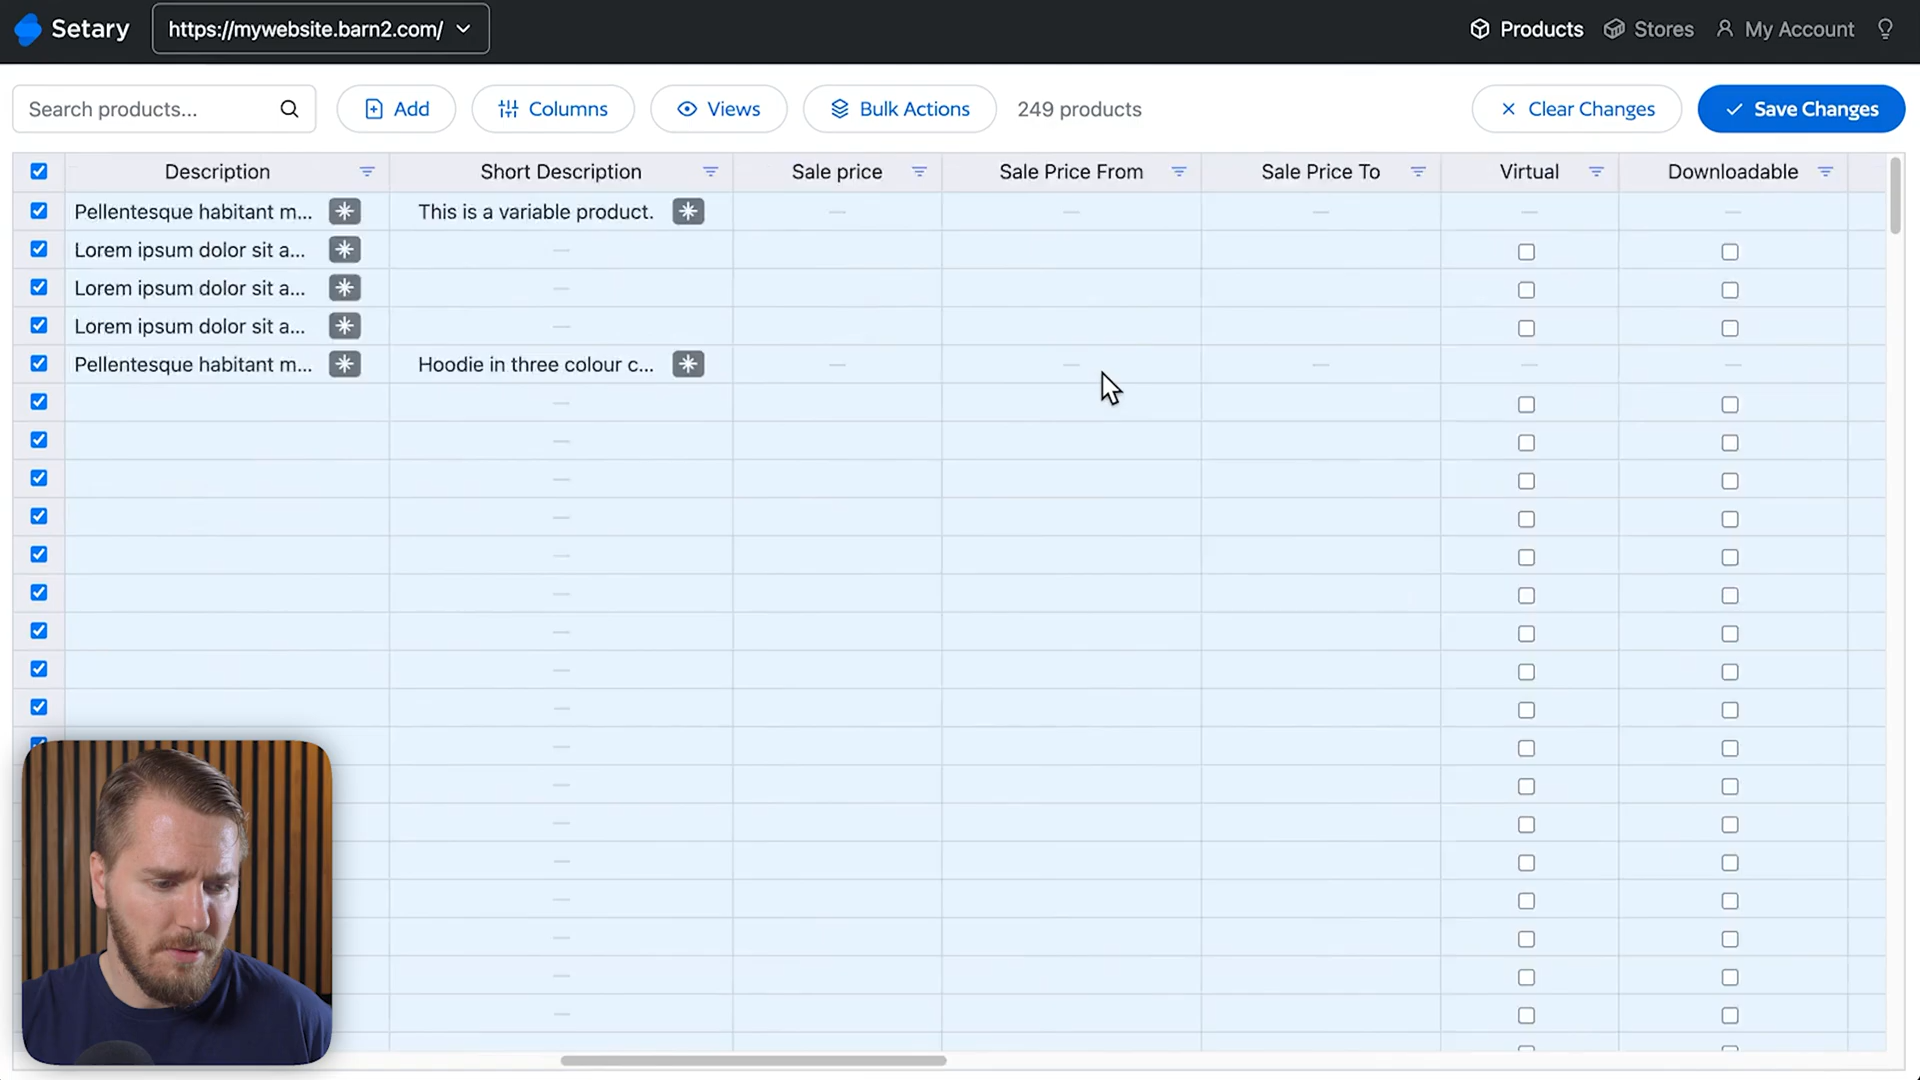 Setary
https://mywebsite.barn2.com/
Products
Stores
My Account
Search products...
Add
Columns
Views
Bulk Actions
249 products
Clear Changes
Save Changes
Description
Short Description
Sale price
Sale Price From
Sale Price To
Virtual
Downloadable
Pellentesque habitant m...
This is a variable product.
Lorem ipsum dolor sit a...
Lorem ipsum dolor sit a...
Lorem ipsum dolor sit a...
Pellentesque habitant m...
Hoodie in three colour c...